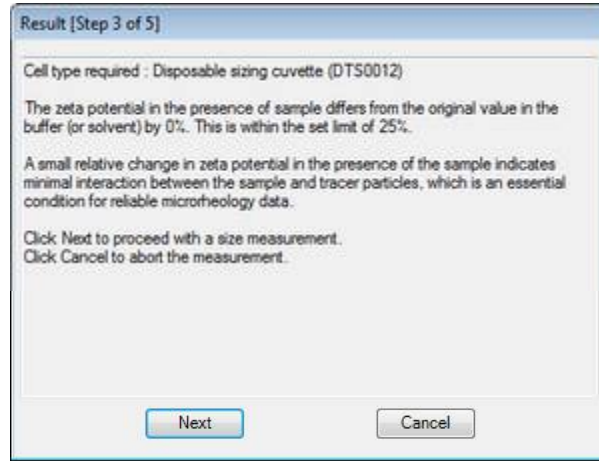 Result [Step 3 of 5]
Cell type required : Disposable sizing cuvette (DTS0012)
The zeta potential in the presence of sample differs from the original value in the
buffer (or solvent) by 0%. This is within the set limit of 25%.
A small relative change in zeta potential in the presence of the sample indicates
minimal interaction between the sample and tracer particles, which is an essential
condition for reliable microrheology data.
Click Next to proceed with a size measurement.
Click Cancel to abort the measurement.
Next
Cancel